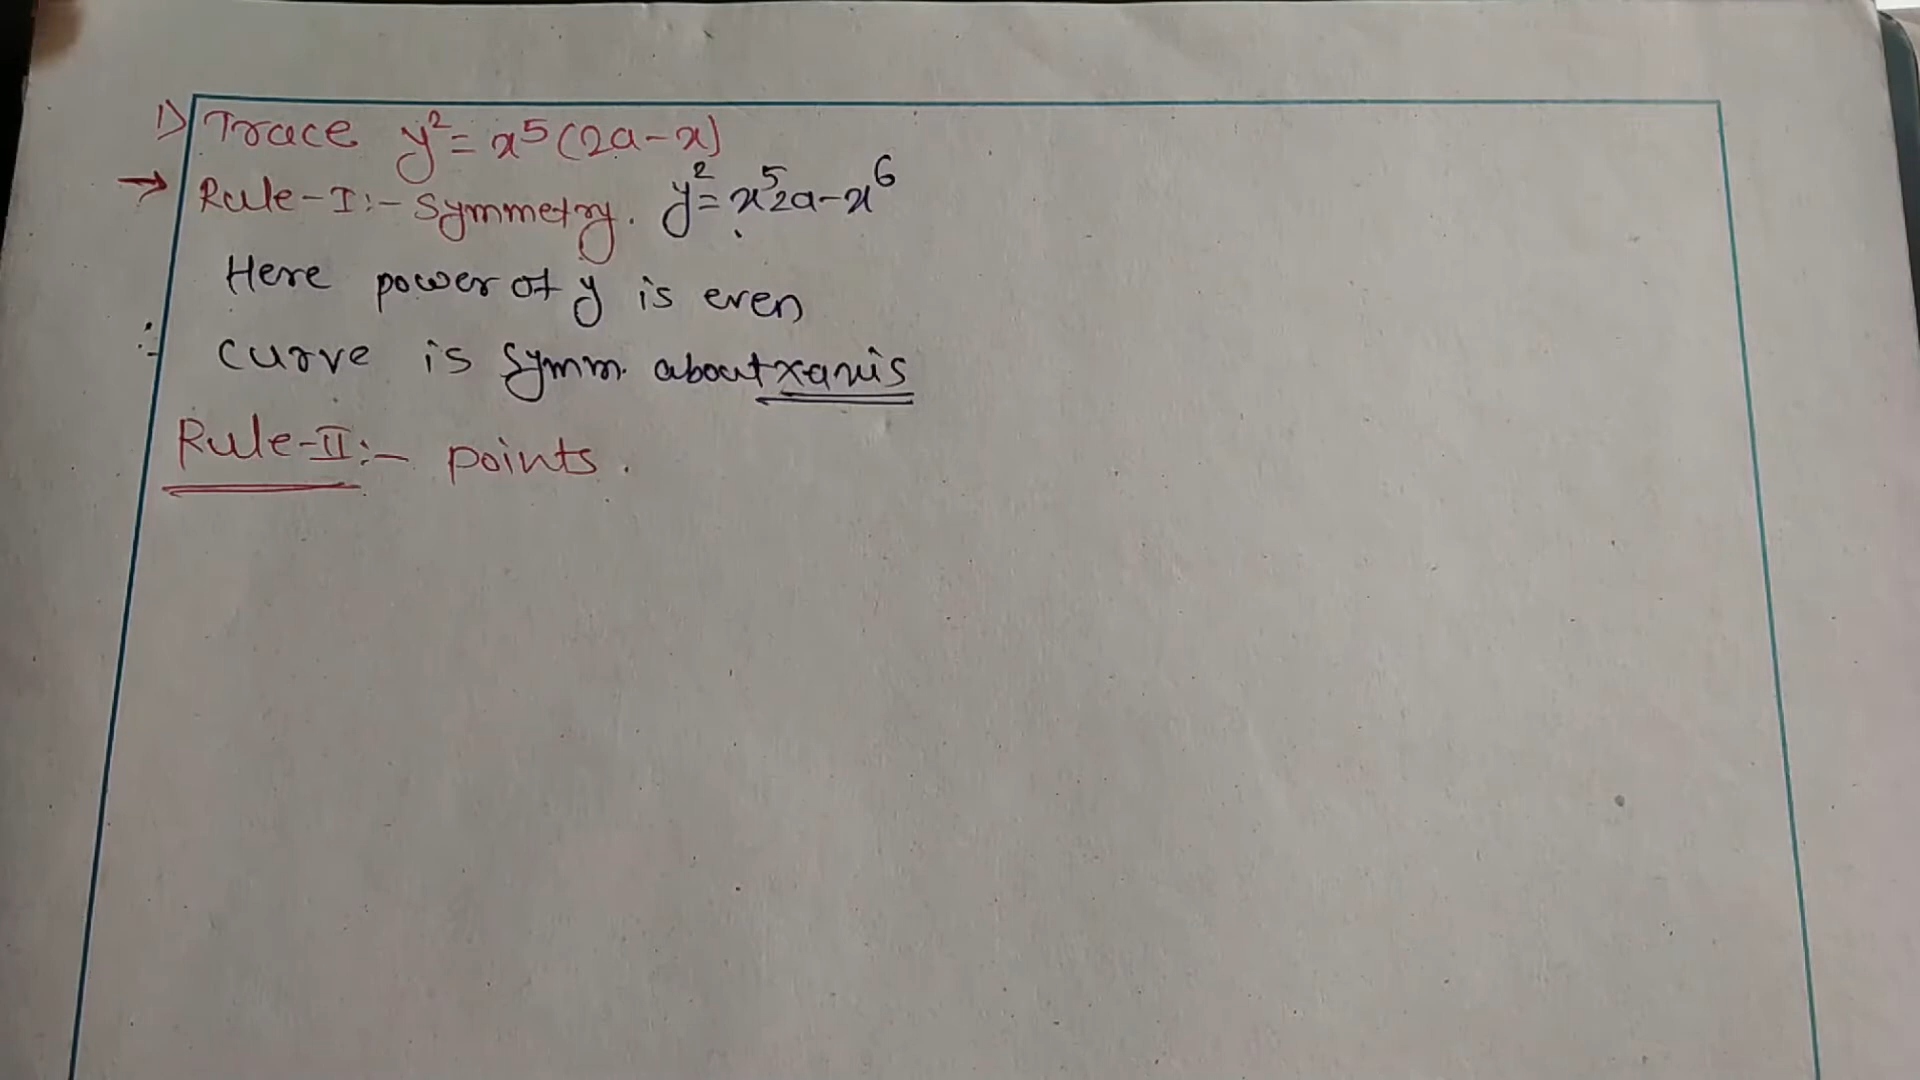 1) Trace y² = x⁵(2a-x)
→ Rule-I:- Symmetry. y² = x⁵2a-x⁶
Here power of y is even
∴ curve is symm. about x-axis
Rule-II:- points.